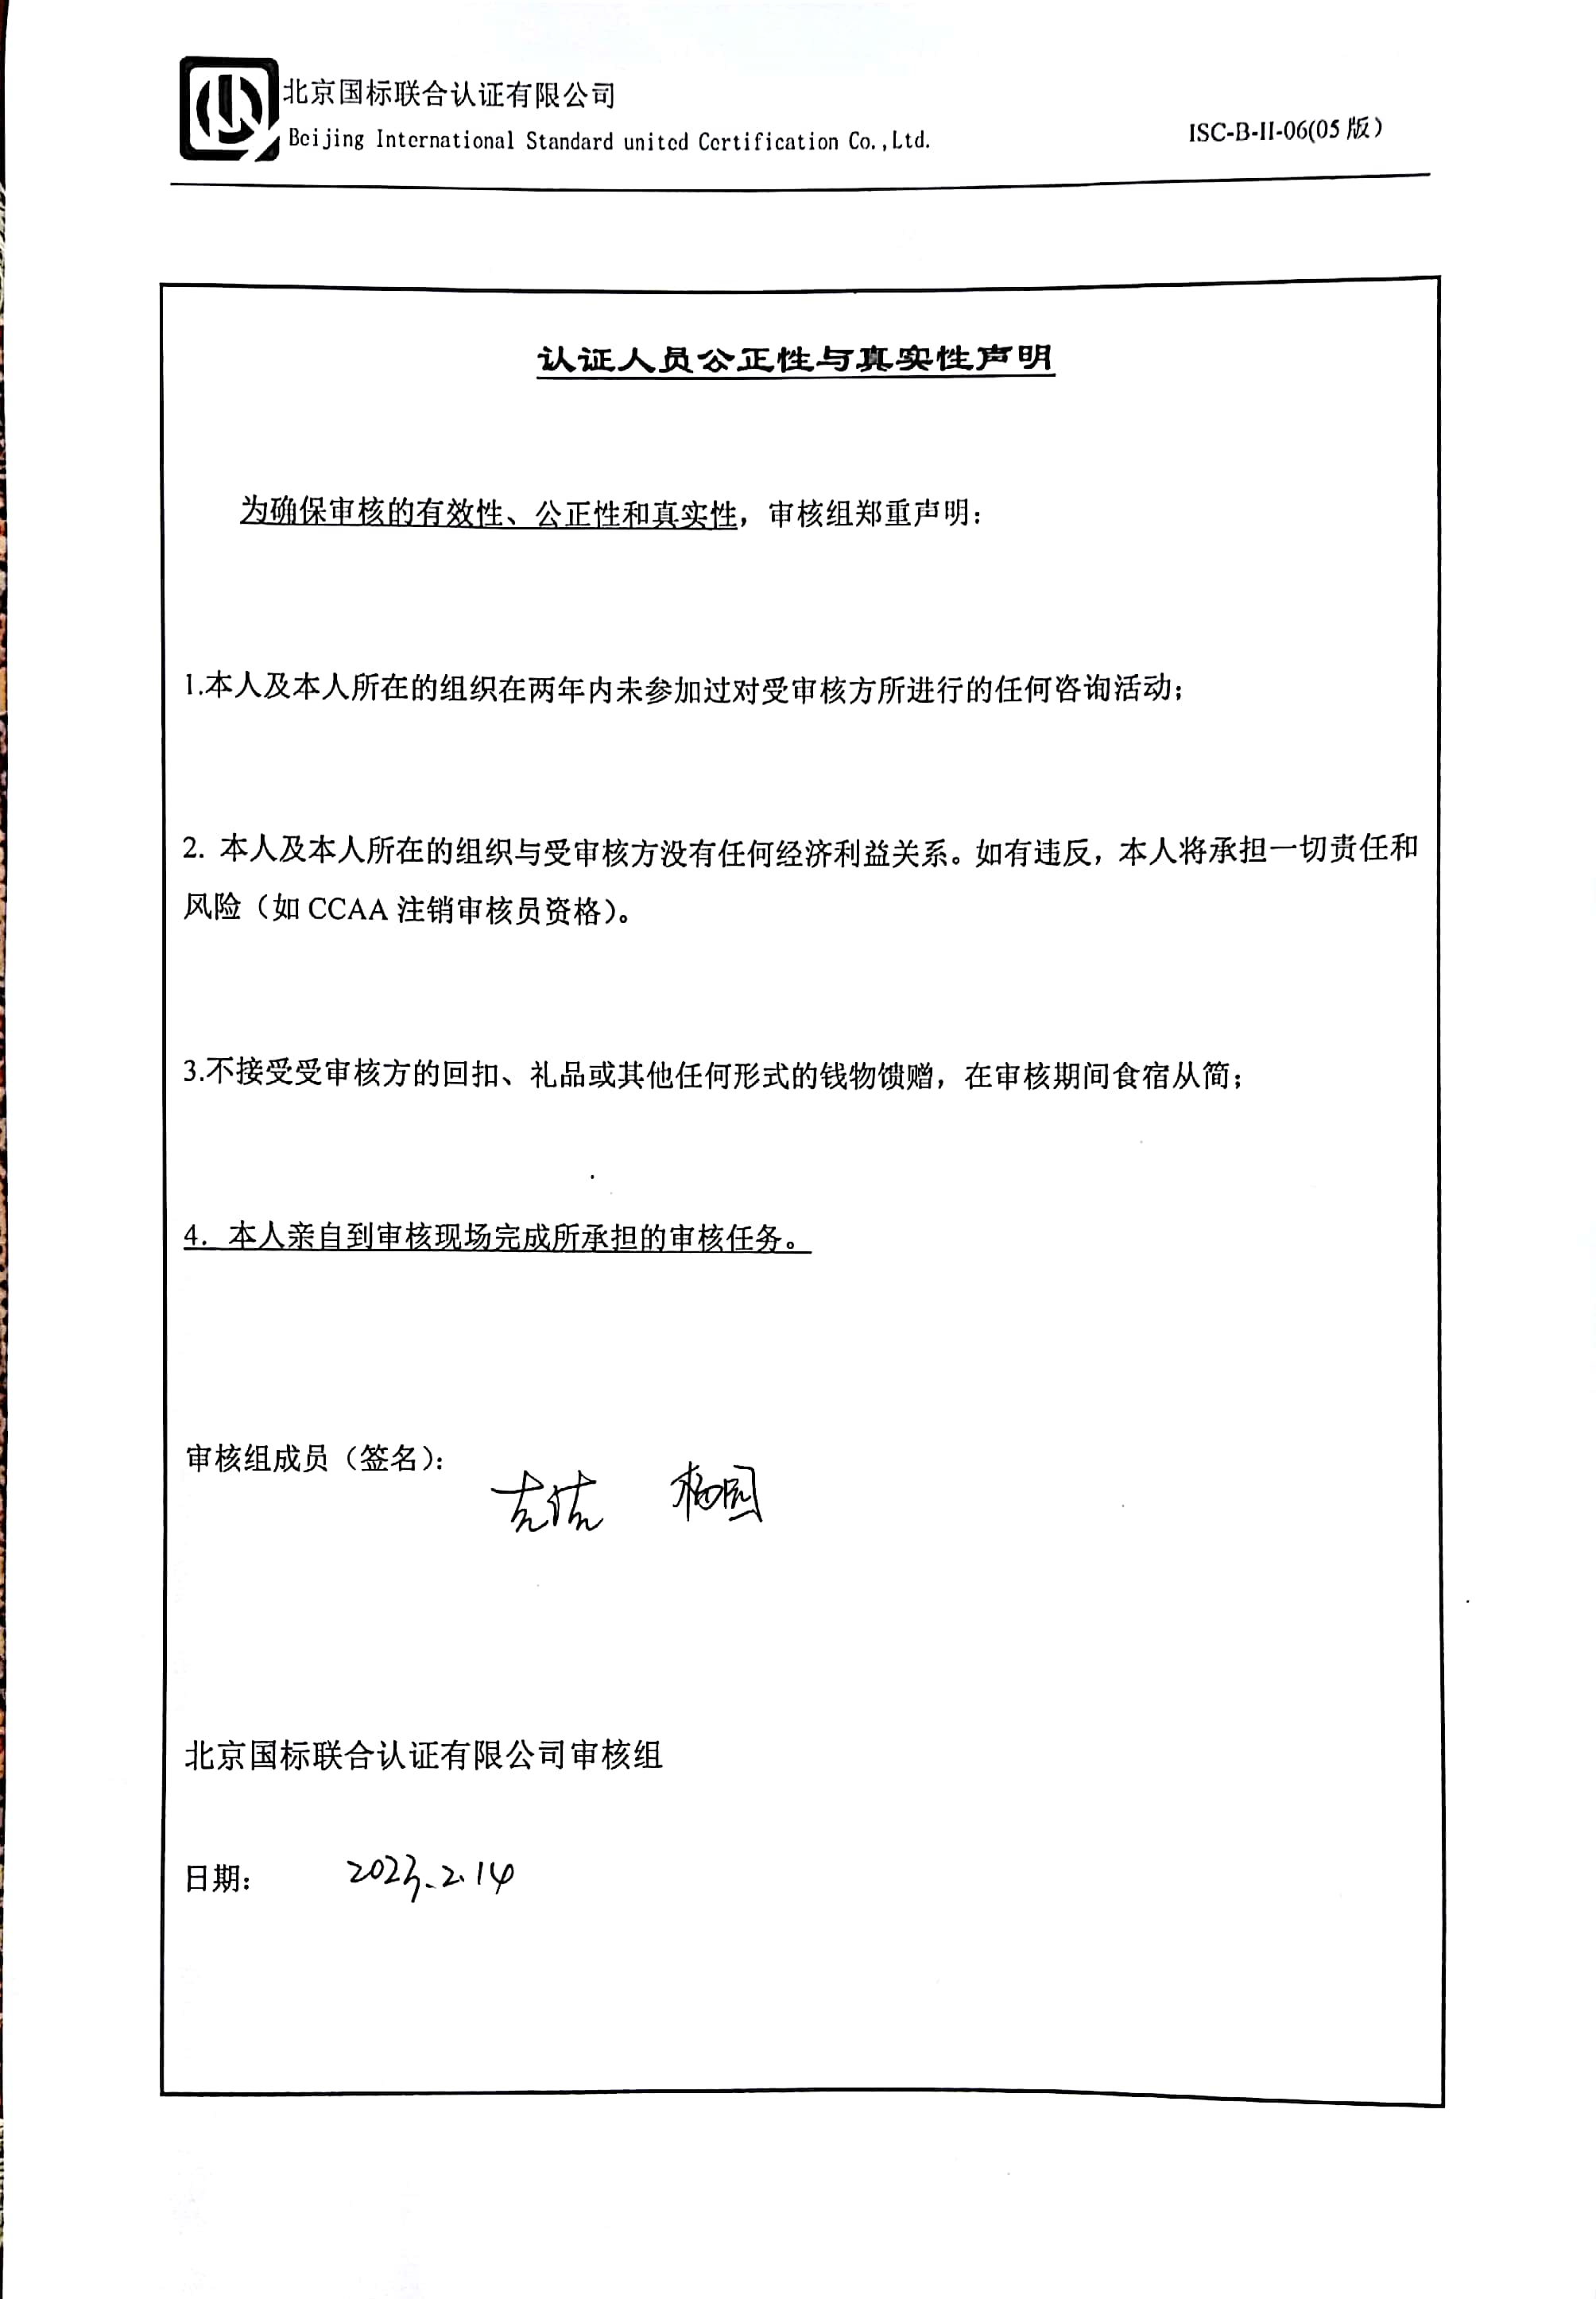 北京国标联合认证有限公司
Beijing International Standard united Certification Co.,Ltd.
ISC-B-II-06(05版)
认证人员公正性与真实性声明
为确保审核的有效性、公正性和真实性，审核组郑重声明：
1.本人及本人所在的组织在两年内未参加过对受审核方所进行的任何咨询活动；
2. 本人及本人所在的组织与受审核方没有任何经济利益关系。如有违反，本人将承担一切责任和
风险（如 CCAA 注销审核员资格）。
3.不接受受审核方的回扣、礼品或其他任何形式的钱物馈赠，在审核期间食宿从简；
4. 本人亲自到审核现场完成所承担的审核任务。
审核组成员（签名）：
杨园
北京国标联合认证有限公司审核组
日期： 2023.2.14